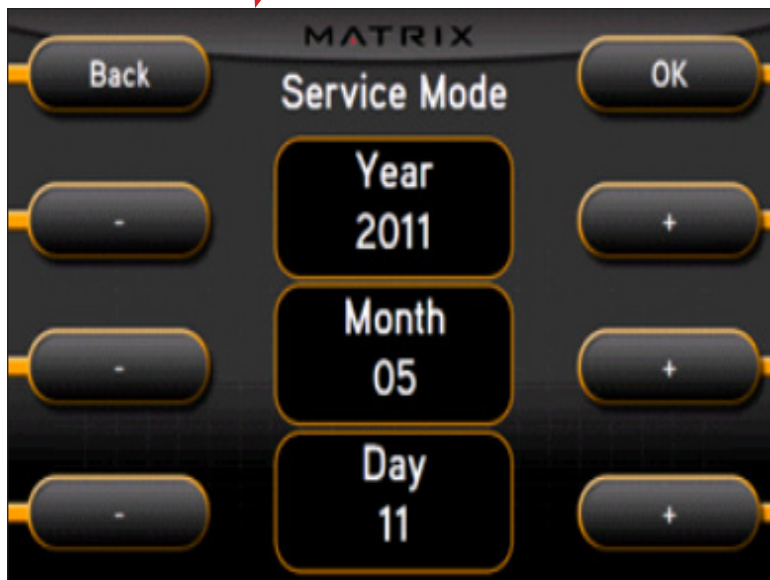 MATRIX
Back
Service Mode
OK
-
Year
2011
+
-
Month
05
+
-
Day
11
+